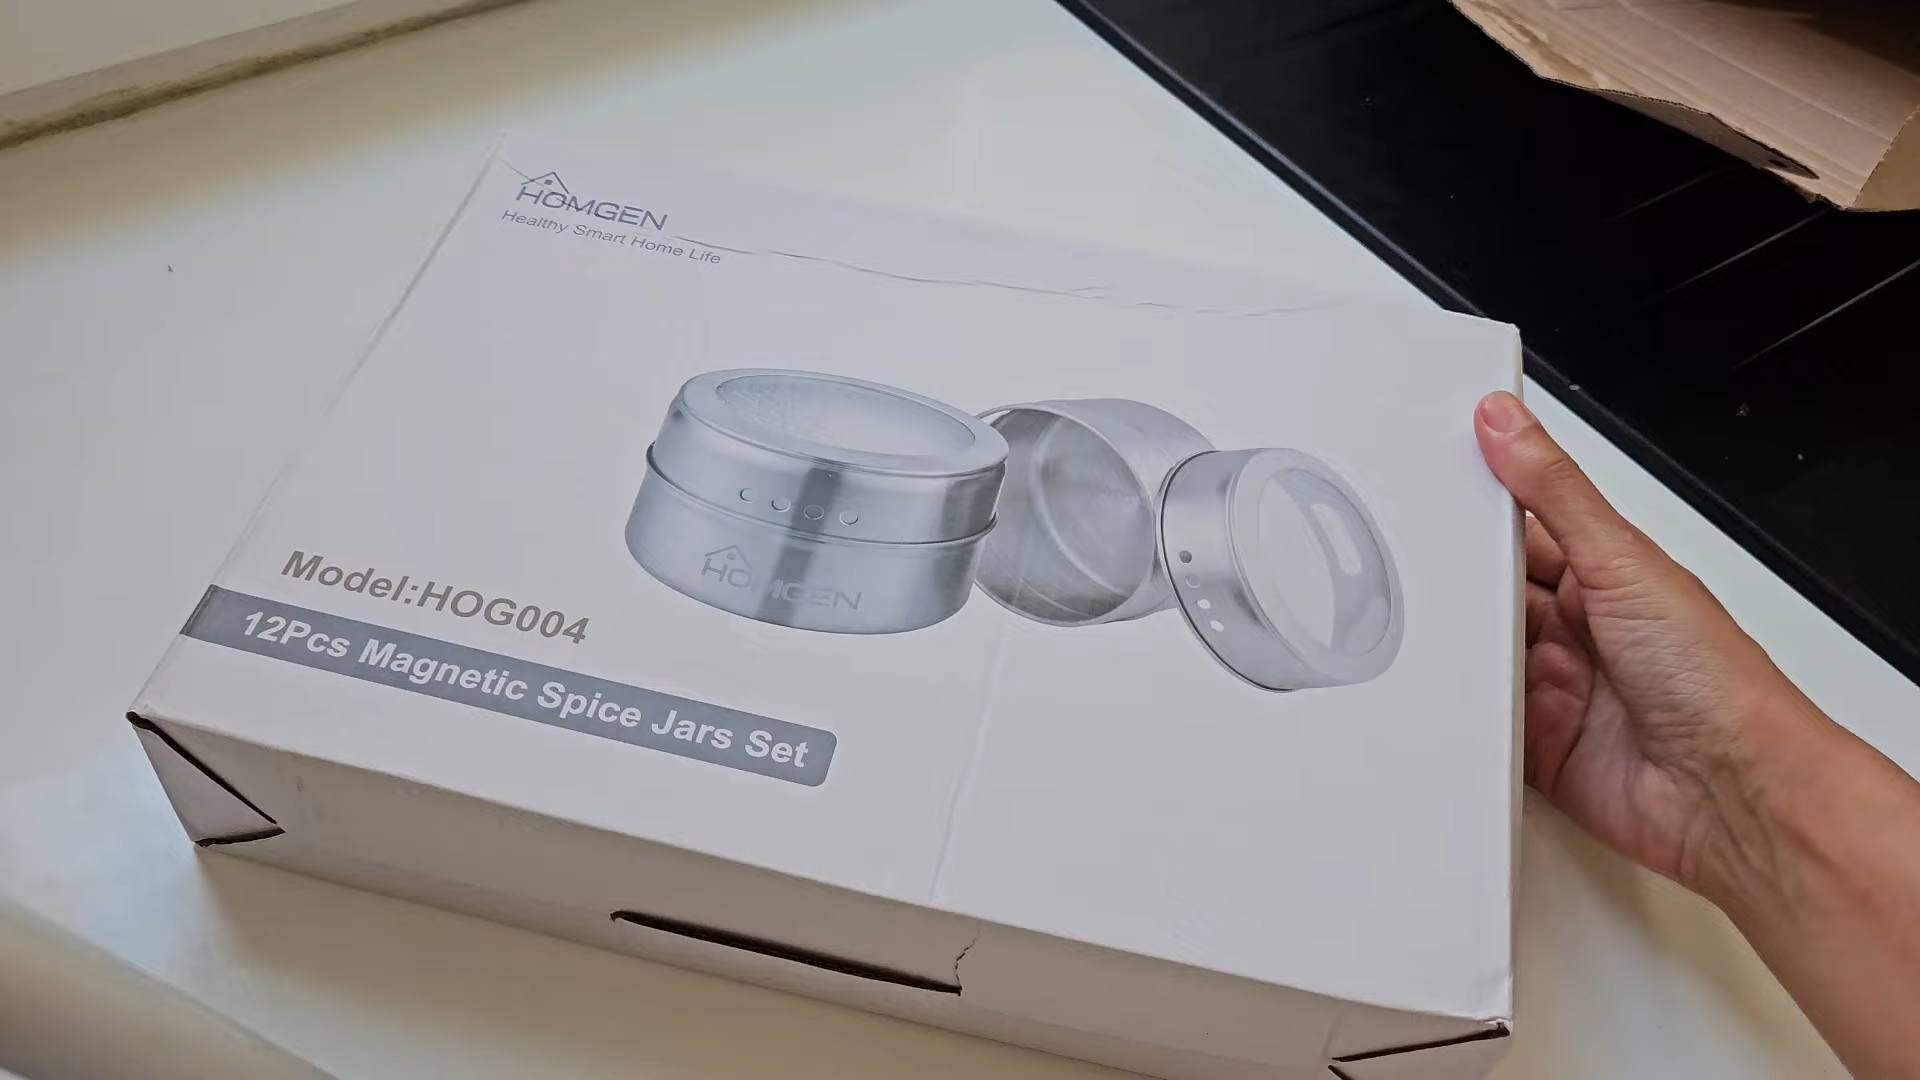 HOMGEN
Healthy Smart Home Life
HOMGEN
Model:HOG004
12Pcs Magnetic Spice Jars Set